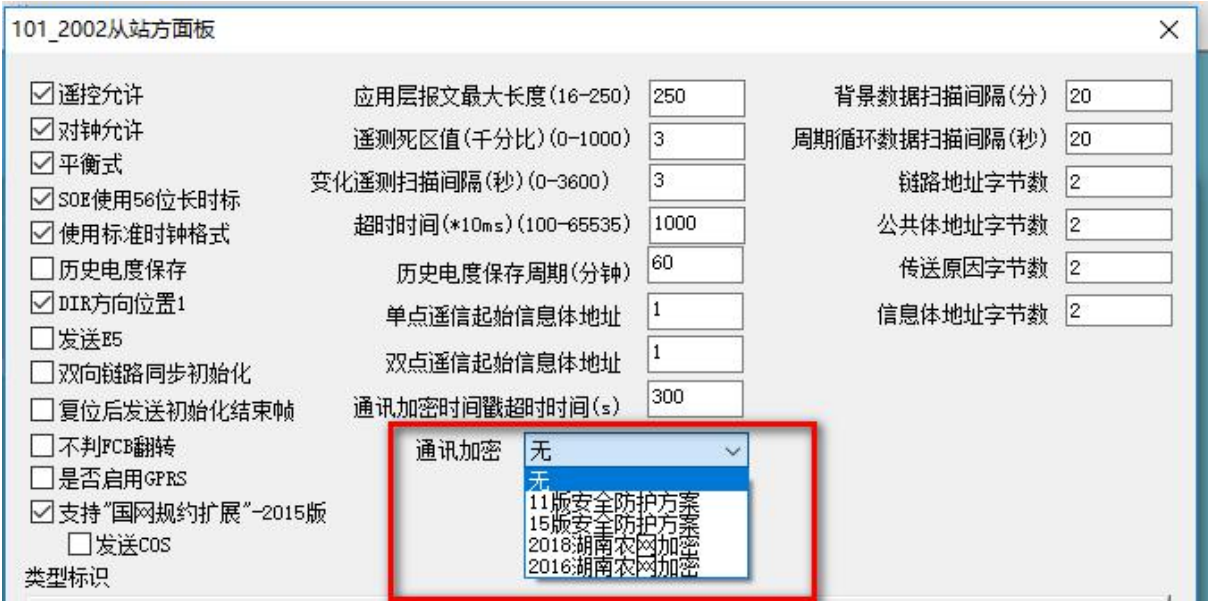 101_2002从站方面板
遥控允许
对钟允许
平衡式
SOE使用56位长时标
使用标准时钟格式
历史电度保存
DIR方向位置1
发送E5
双向链路同步初始化
复位后发送初始化结束帧
不判FCB翻转
是否启用GPRS
支持"国网规约扩展"-2015版
发送COS
类型标识
应用层报文最大长度(16-250) 250
遥测死区值(千分比)(0-1000) 3
变化遥测扫描间隔(秒)(0-3600) 3
超时时间(*10ms)(100-65535) 1000
历史电度保存周期(分钟) 60
单点遥信起始信息体地址 1
双点遥信起始信息体地址 1
通讯加密时间戳超时时间(s) 300
通讯加密 无
无
11版安全防护方案
15版安全防护方案
2018湖南农网加密
2016湖南农网加密
背景数据扫描间隔(分) 20
周期循环数据扫描间隔(秒) 20
链路地址字节数 2
公共体地址字节数 2
传送原因字节数 2
信息体地址字节数 2